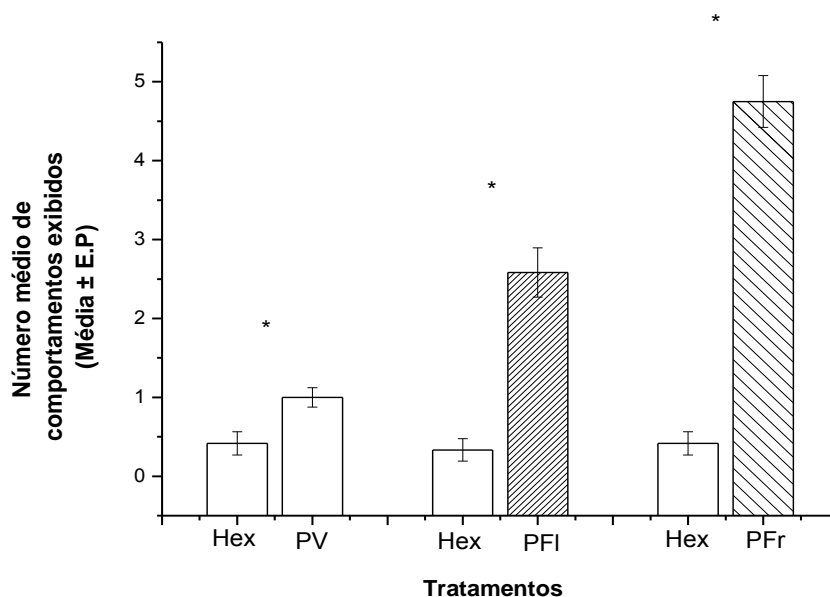 *
5
4
3
2
1
0
*
*
Número médio de
comportamentos exibidos
(Média ± E.P)
Hex PV Hex PFl Hex PFr
Tratamentos